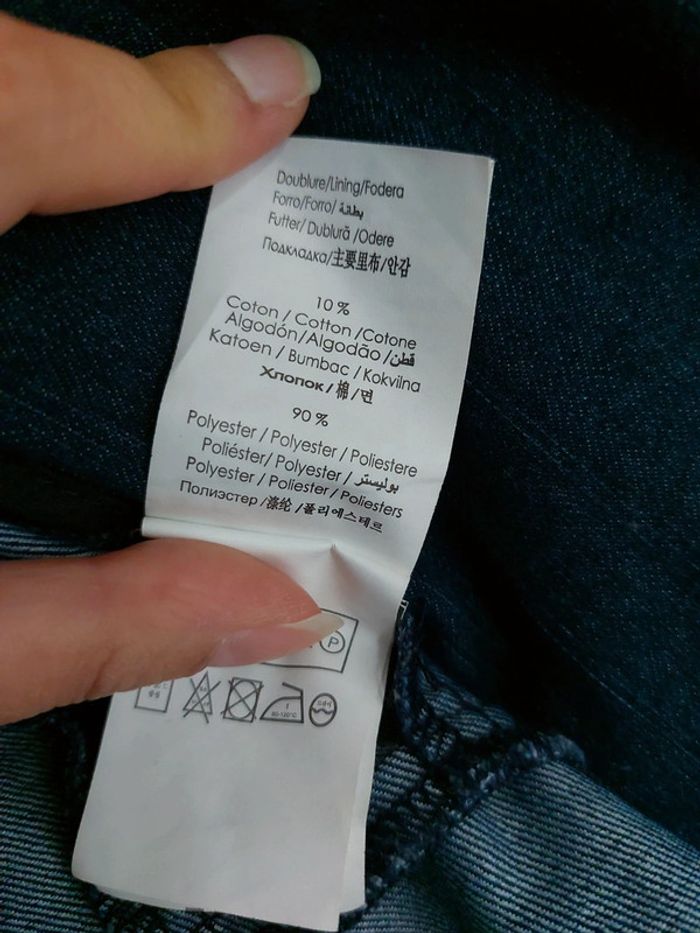 Doublure/Lining/Fodera
Forro/Forro/ بطانة
Futter/ Dublură /Odere
Подкладка/主要里布/안감
10 %
Coton / Cotton /Cotone
Algodón/Algodão /قطن
Katoen / Bumbac / Kokvilna
Хлопок / 棉 /면
90 %
Polyester / Polyester / Poliestere
Poliéster/ Polyester / بوليستر
Polyester / Poliester / Poliesters
Полиэстер /涤纶 /폴리에스테르
P
80-120°C